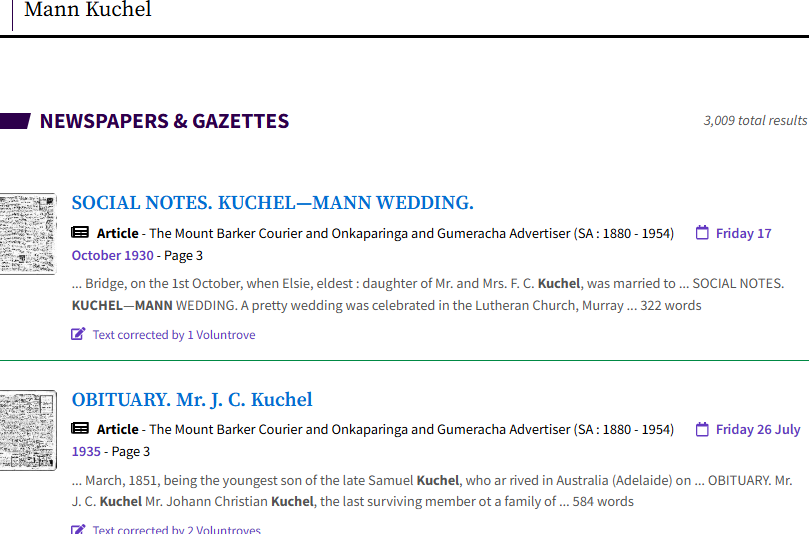 Mann Kuchel
NEWSPAPERS & GAZETTES
3,009 total results
SOCIAL NOTES. KUCHEL—MANN WEDDING.
Article - The Mount Barker Courier and Onkaparinga and Gumeracha Advertiser (SA : 1880 - 1954) Friday 17
October 1930 - Page 3
... Bridge, on the 1st October, when Elsie, eldest : daughter of Mr. and Mrs. F. C. Kuchel, was married to ... SOCIAL NOTES.
KUCHEL—MANN WEDDING. A pretty wedding was celebrated in the Lutheran Church, Murray ... 322 words
Text corrected by 1 Voluntrove
OBITUARY. Mr. J. C. Kuchel
Article - The Mount Barker Courier and Onkaparinga and Gumeracha Advertiser (SA : 1880 - 1954) Friday 26 July
1935 - Page 3
... March, 1851, being the youngest son of the late Samuel Kuchel, who ar rived in Australia (Adelaide) on ... OBITUARY. Mr.
J. C. Kuchel Mr. Johann Christian Kuchel, the last surviving member ot a family of ... 584 words
Text corrected by 2 Voluntroves